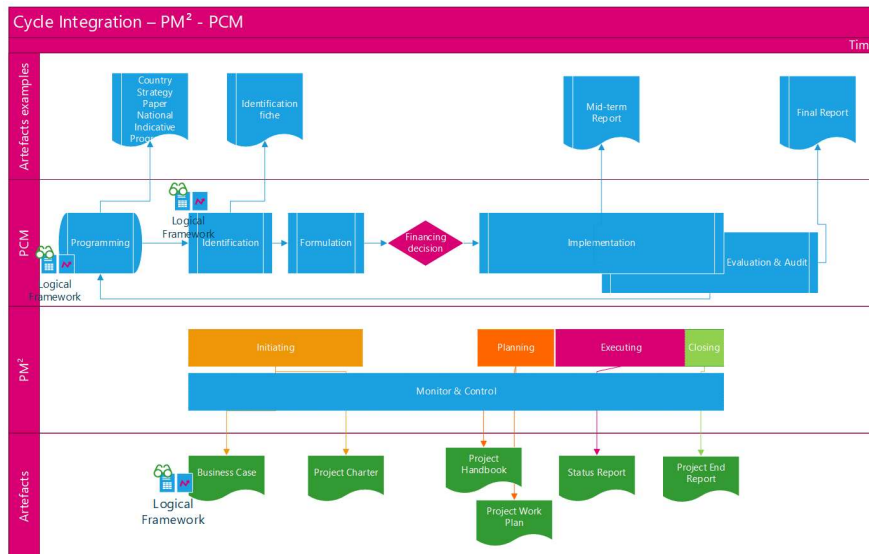 Cycle Integration – PM² - PCM
Tim
Artefacts examples
Country
Strategy
Paper
National
Indicative
Identification
fiche
Mid-term
Report
Final Report
PCM
Logical
Framework
Programming
Logical
Framework
Identification
Formulation
Financing
decision
Implementation
Evaluation & Audit
PM²
Initiating
Planning
Executing
Closing
Monitor & Control
Artefacts
Logical
Framework
Business Case
Project Charter
Project
Handbook
Project Work
Plan
Status Report
Project End
Report